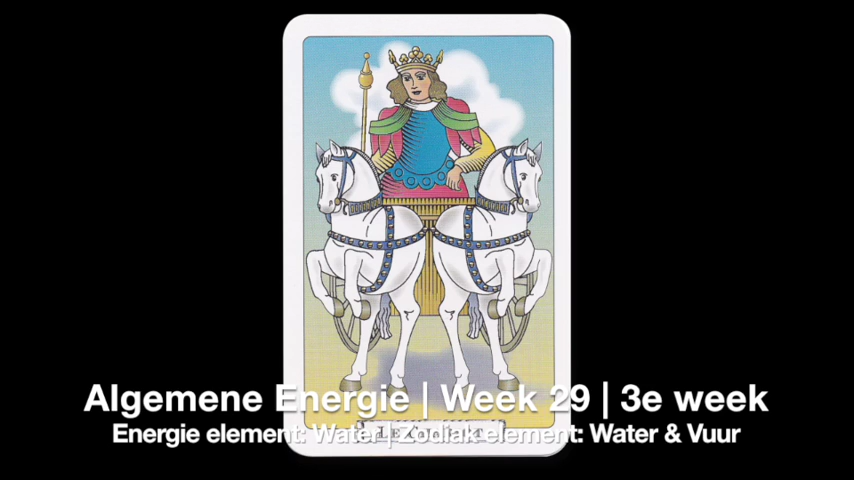 Algemene Energie | Week 29 | 3e week
Energie element: Water | Zodiak element: Water & Vuur